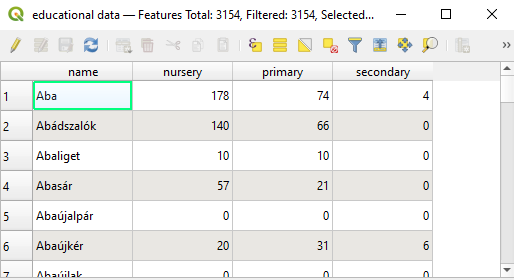 educational data — Features Total: 3154, Filtered: 3154, Selected...
name nursery primary secondary
1 Aba 178 74 4
2 Abádszalók 140 66 0
3 Abaliget 10 10 0
4 Abasár 57 21 0
5 Abaújalpár 0 0 0
6 Abaújkér 20 31 6
7 Abaújlak 0 0 0